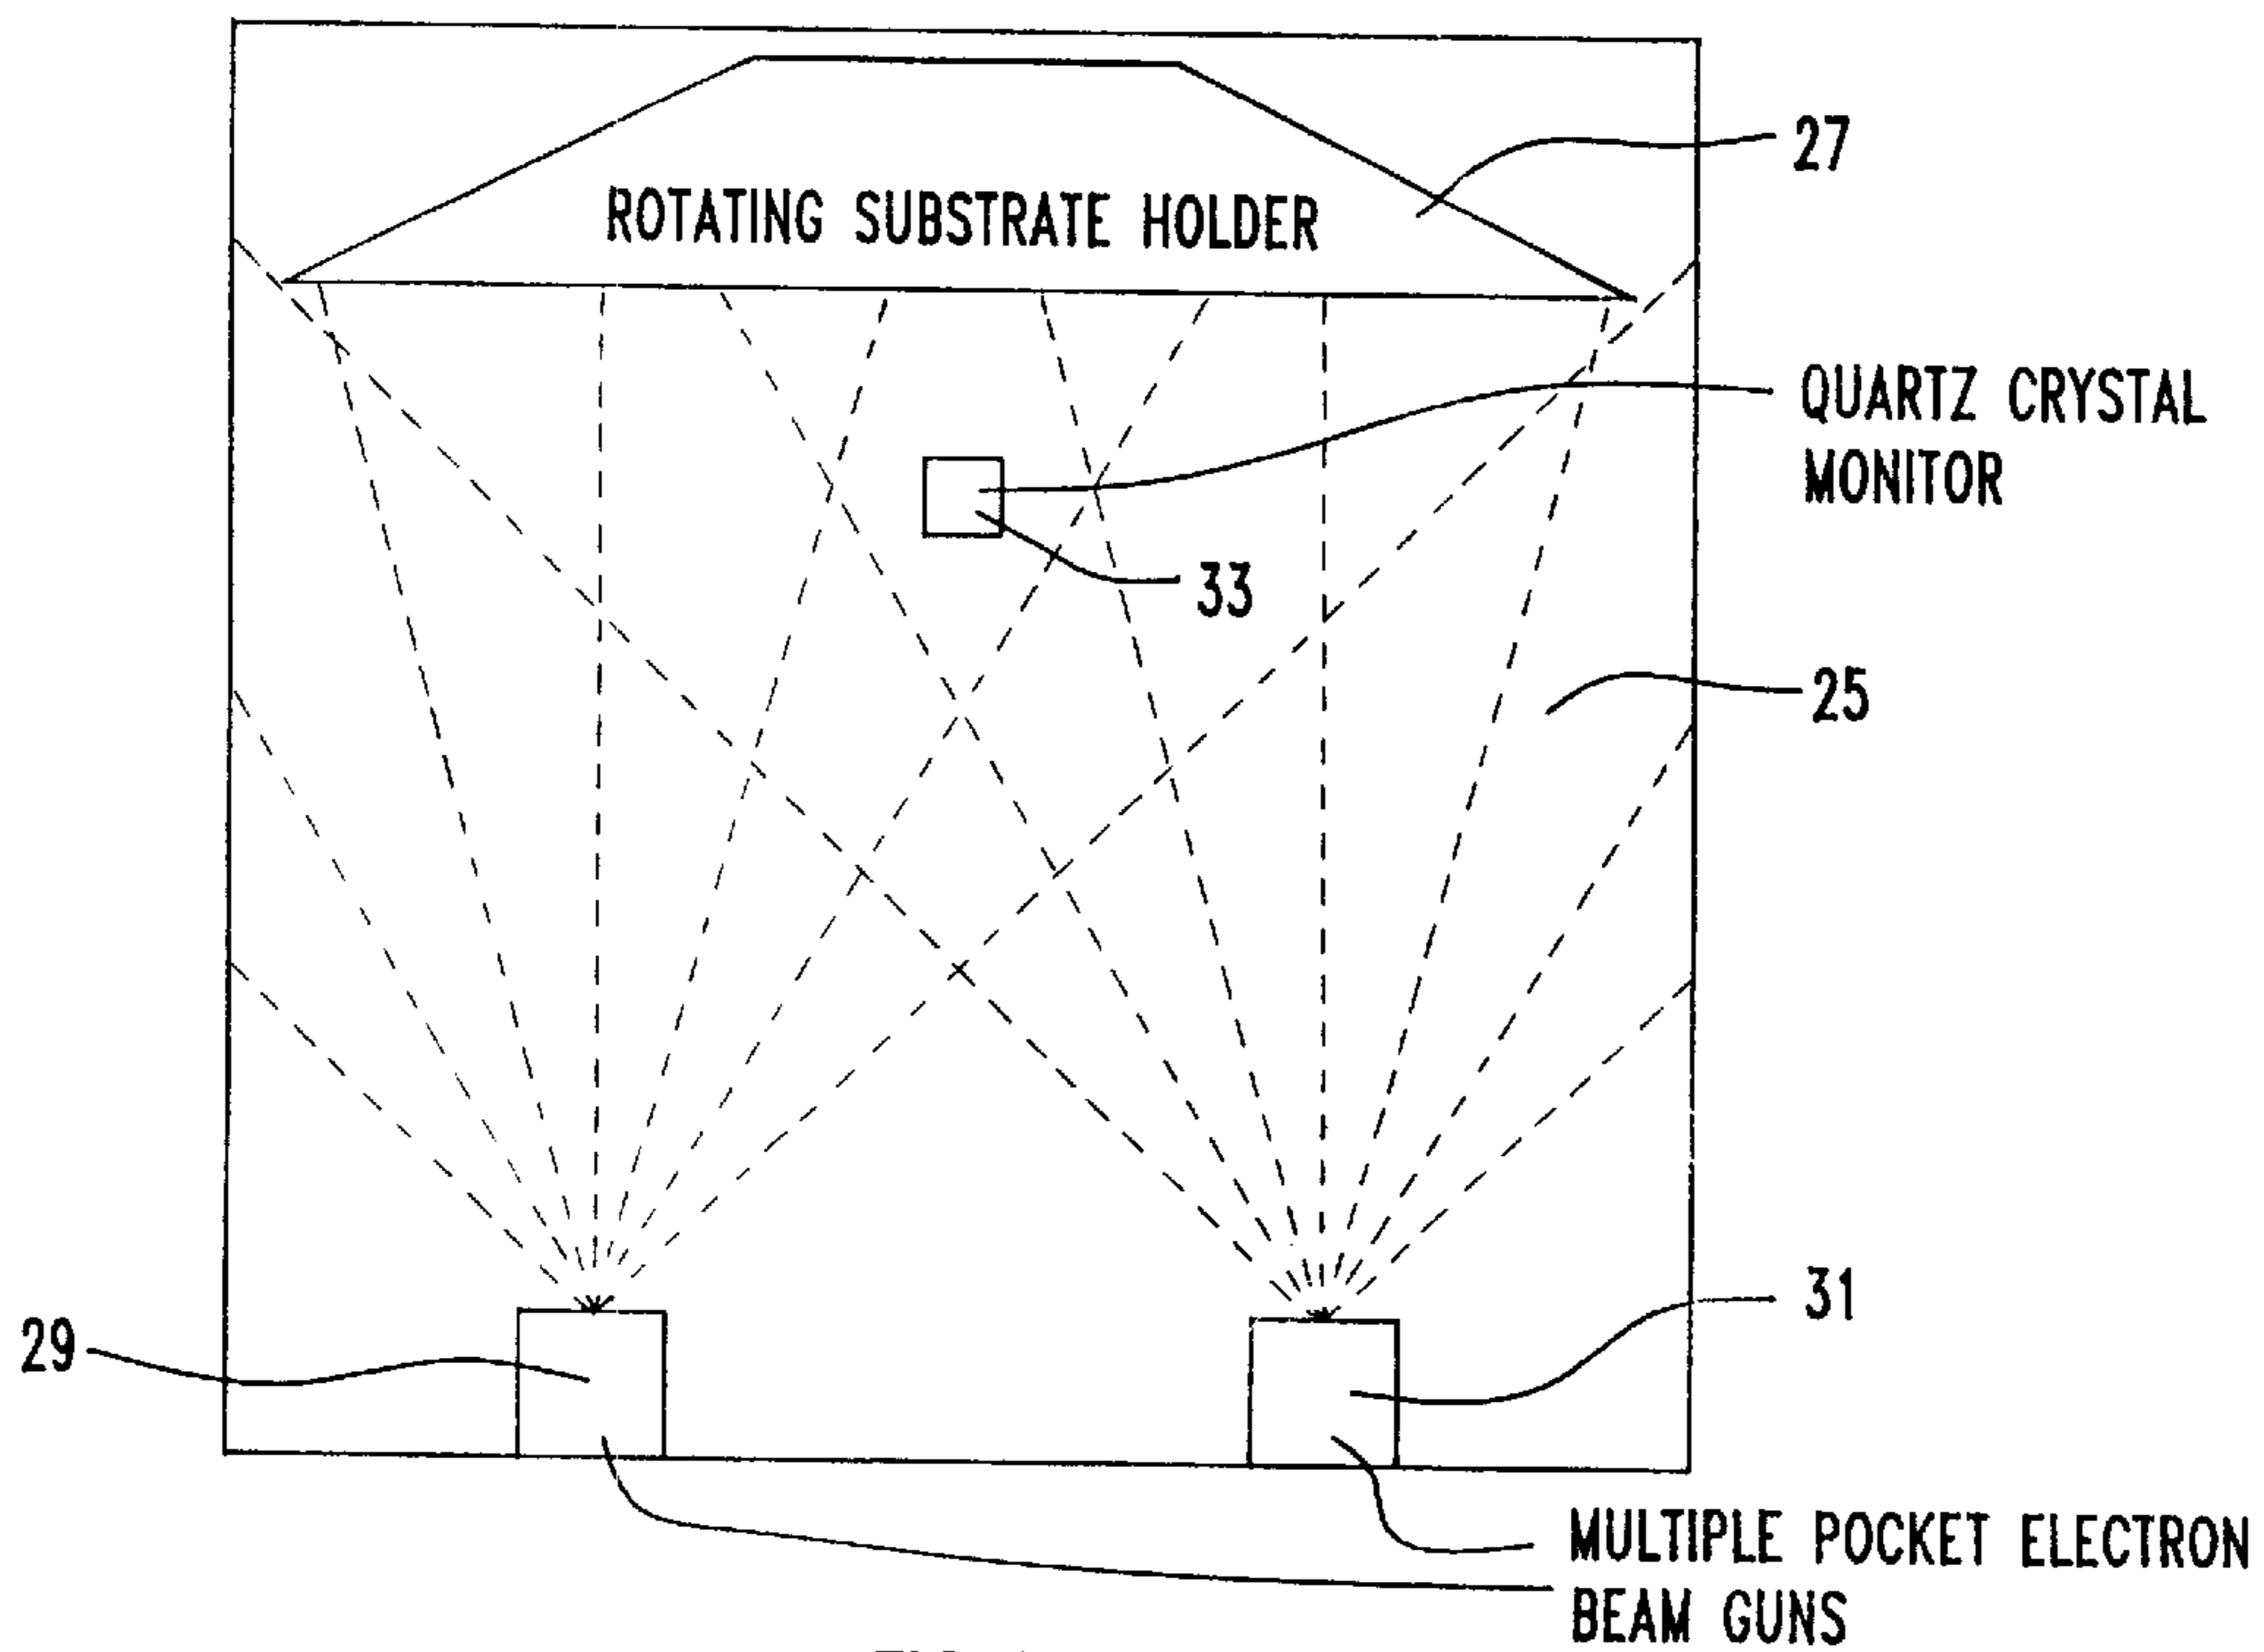 27
ROTATING SUBSTRATE HOLDER
QUARTZ CRYSTAL
MONITOR
33
25
31
29
MULTIPLE POCKET ELECTRON
BEAM GUNS